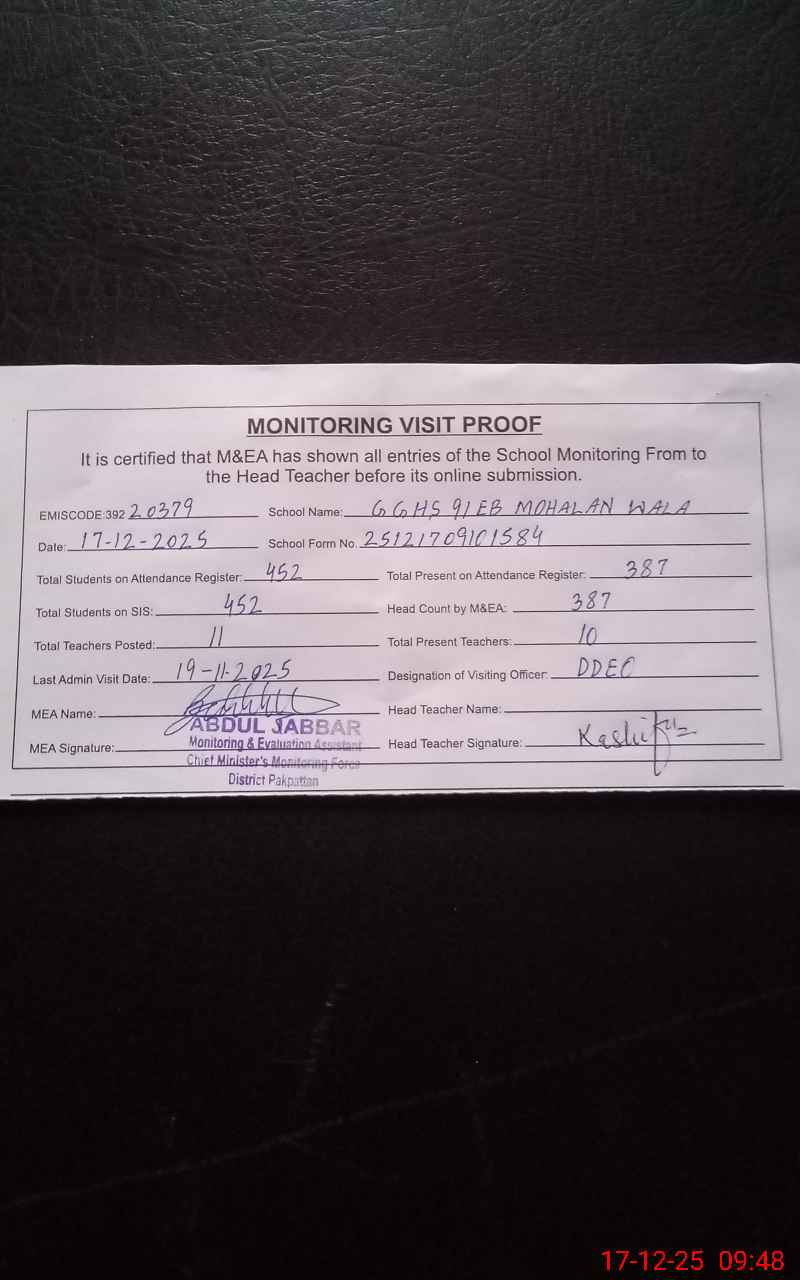 MONITORING VISIT PROOF
It is certified that M&EA has shown all entries of the School Monitoring From to
the Head Teacher before its online submission.
EMISCODE:392 20379 School Name: GGHS 91EB MOHALAN WALA
Date: 17-12-2025 School Form No. 25121709101584
Total Students on Attendance Register: 452 Total Present on Attendance Register: 387
Total Students on SIS: 452 Head Count by M&EA: 387
Total Teachers Posted: 11 Total Present Teachers: 10
Last Admin Visit Date: 19-11-2025 Designation of Visiting Officer: DDEO
MEA Name: Head Teacher Name:
ABDUL JABBAR
MEA Signature: Head Teacher Signature:
Monitoring & Evaluation Assistant
Chief Minister's Monitoring Force
District Pakpattan
17-12-25 09:48